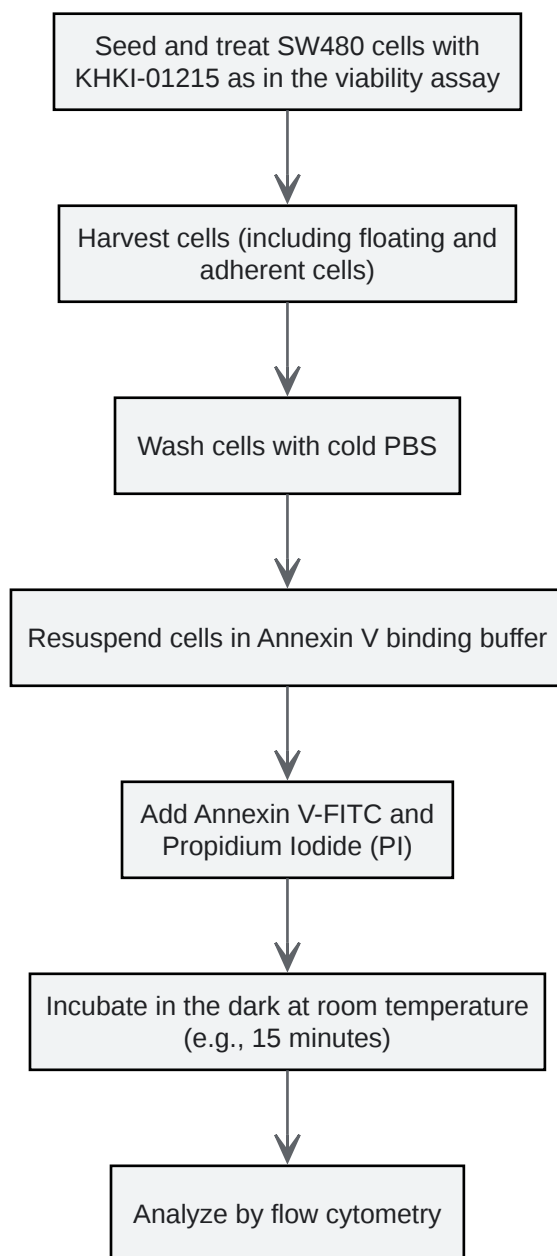 Seed and treat SW480 cells with
KHKI-01215 as in the viability assay
Harvest cells (including floating and
adherent cells)
Wash cells with cold PBS
Resuspend cells in Annexin V binding buffer
Add Annexin V-FITC and
Propidium Iodide (PI)
Incubate in the dark at room temperature
(e.g., 15 minutes)
Analyze by flow cytometry